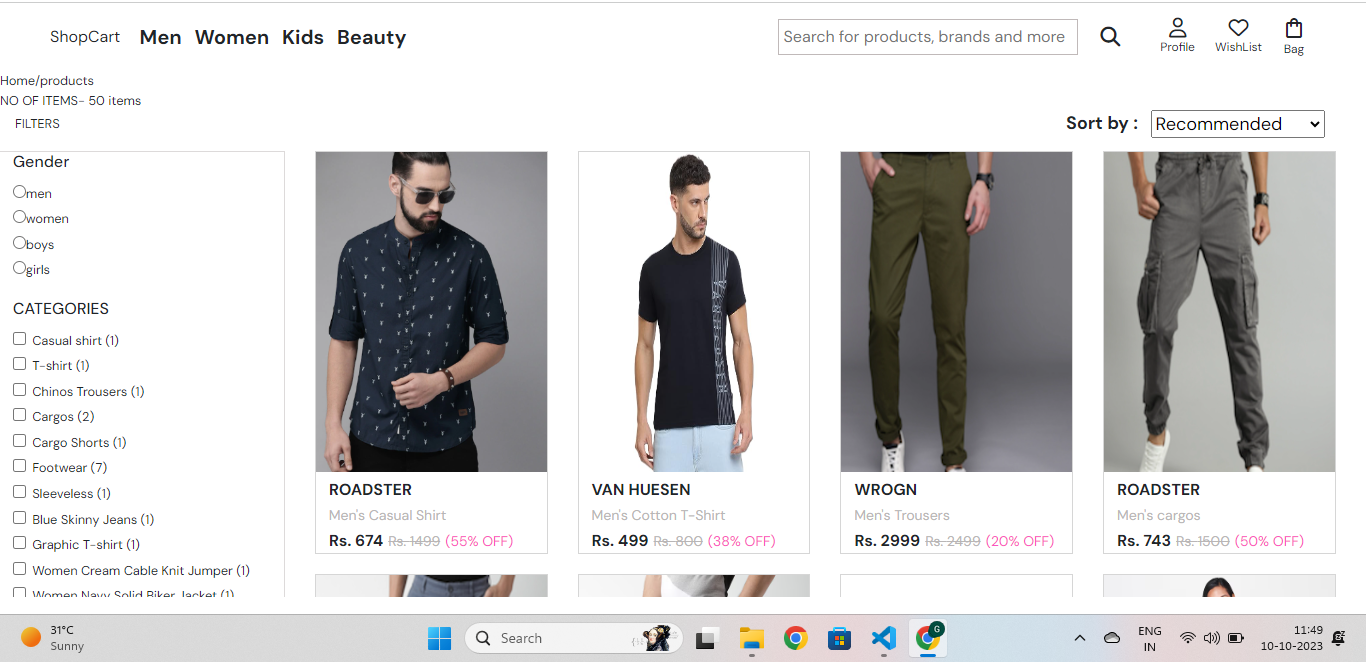 ShopCart Men Women Kids Beauty
Search for products, brands and more
Profile WishList Bag
Home/products
NO OF ITEMS- 50 items
FILTERS
Sort by : Recommended
Gender
men
women
boys
girls
CATEGORIES
Casual shirt (1)
T-shirt (1)
Chinos Trousers (1)
Cargos (2)
Cargo Shorts (1)
Footwear (7)
Sleeveless (1)
Blue Skinny Jeans (1)
Graphic T-shirt (1)
Women Cream Cable Knit Jumper (1)
Women Navy Solid Biker Jacket (1)
VAN HEUSEN
ROADSTER
Men's Casual Shirt
Rs. 674 Rs. 1499 (55% OFF)
VAN HUESEN
Men's Cotton T-Shirt
Rs. 499 Rs. 800 (38% OFF)
WROGN
Men's Trousers
Rs. 2999 Rs. 2499 (20% OFF)
ROADSTER
Men's cargos
Rs. 743 Rs. 1500 (50% OFF)
31°C
Sunny
Search
G
ENG
IN
11:49
10-10-2023